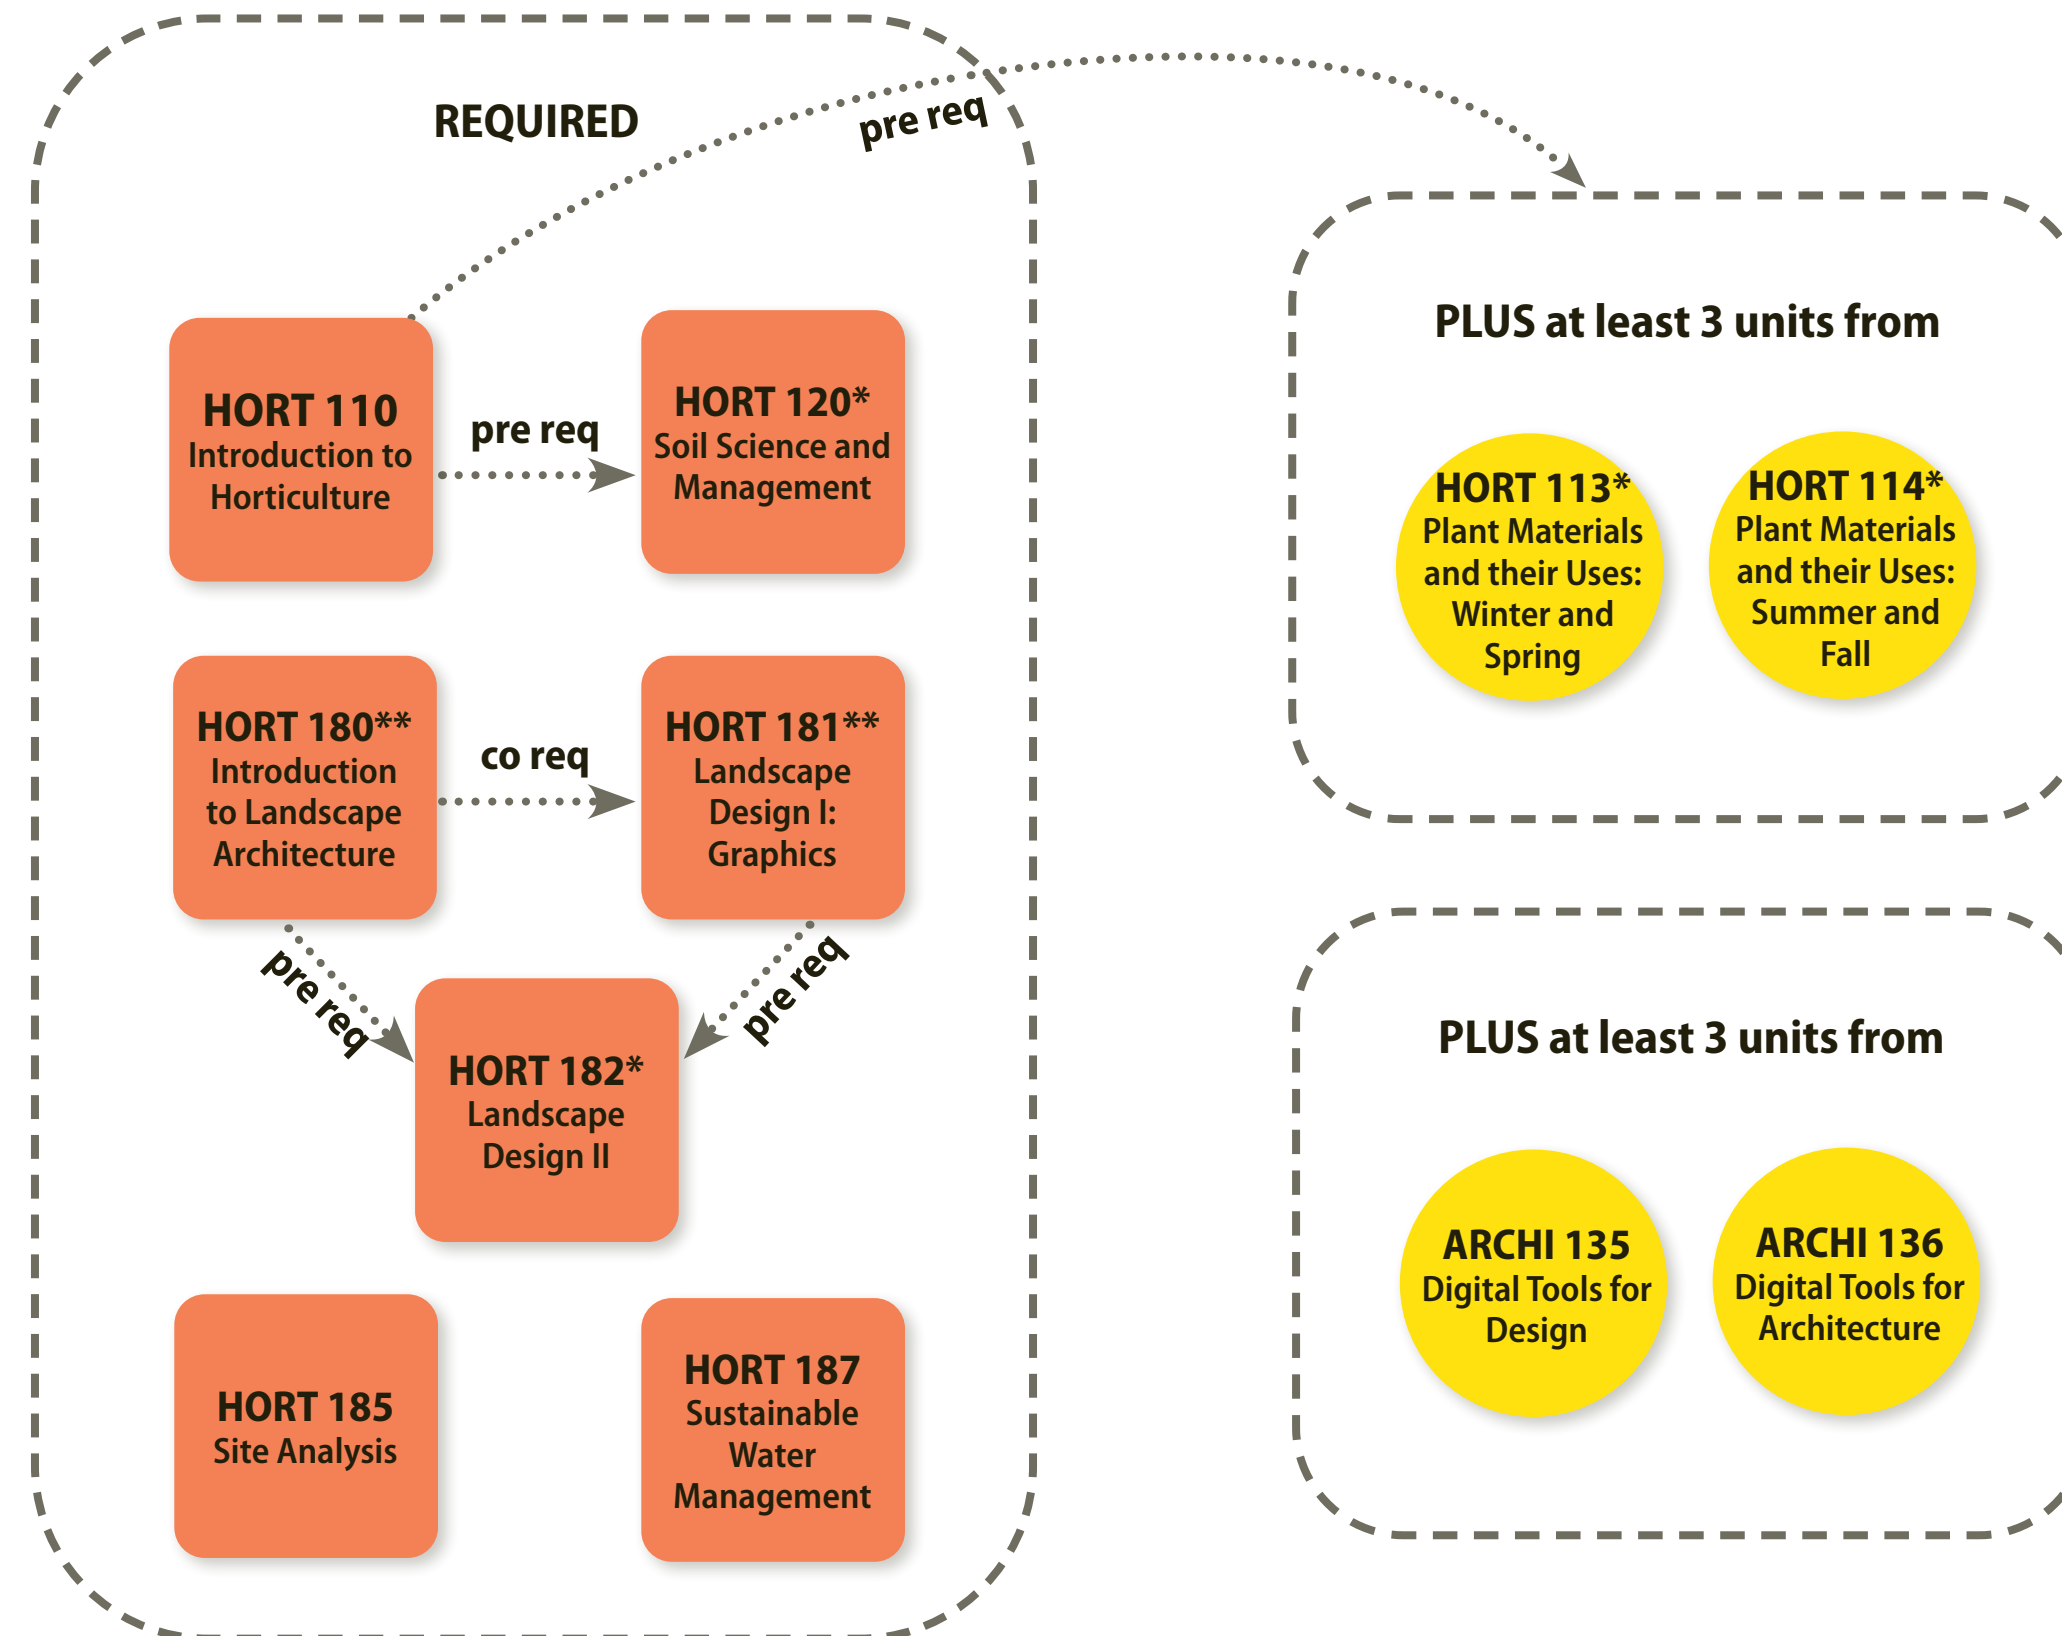 REQUIRED
pre req
HORT 110
Introduction to
Horticulture
pre req
HORT 120*
Soil Science and
Management
HORT 180**
Introduction
to Landscape
Architecture
co req
HORT 181**
Landscape
Design I:
Graphics
pre req
pre req
HORT 182*
Landscape
Design II
HORT 185
Site Analysis
HORT 187
Sustainable
Water
Management
PLUS at least 3 units from
HORT 113*
Plant Materials
and their Uses:
Winter and
Spring
HORT 114*
Plant Materials
and their Uses:
Summer and
Fall
PLUS at least 3 units from
ARCHI 135
Digital Tools for
Design
ARCHI 136
Digital Tools for
Architecture